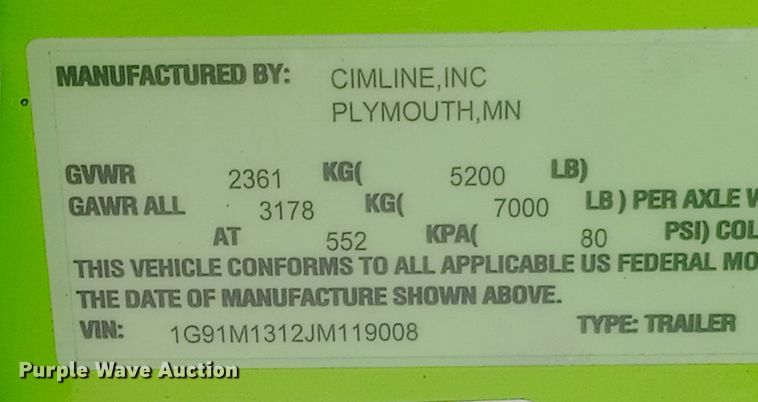 MANUFACTURED BY: CIMLINE,INC
PLYMOUTH,MN
GVWR 2361 KG( 5200 LB)
GAWR ALL 3178 KG( 7000 LB ) PER AXLE W
AT 552 KPA( 80 PSI) COL
THIS VEHICLE CONFORMS TO ALL APPLICABLE US FEDERAL MO
THE DATE OF MANUFACTURE SHOWN ABOVE.
VIN: 1G91M1312JM119008 TYPE: TRAILER
Purple Wave Auction